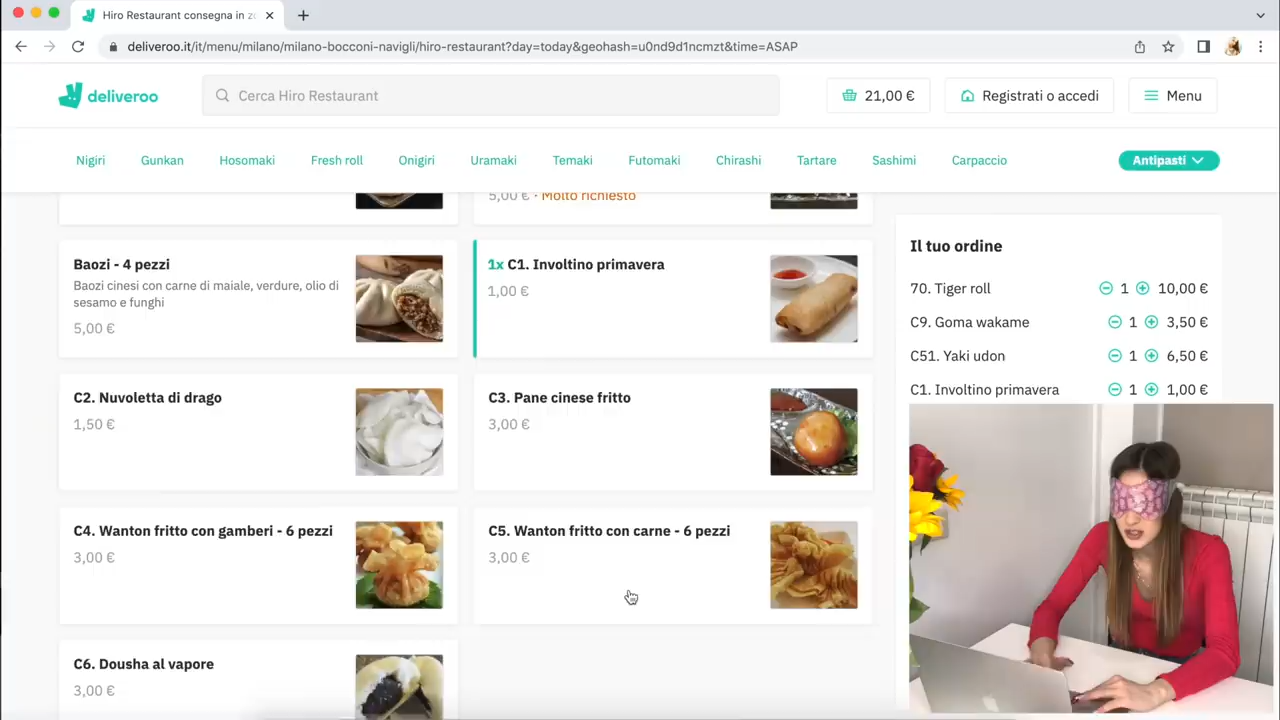 Hiro Restaurant consegna in zo
deliveroo.it/it/menu/milano/milano-bocconi-navigli/hiro-restaurant?day=today&geohash=u0nd9d1ncmzt&time=ASAP
deliveroo
Cerca Hiro Restaurant
21,00 €
Registrati o accedi
Menu
Nigiri
Gunkan
Hosomaki
Fresh roll
Onigiri
Uramaki
Temaki
Futomaki
Chirashi
Tartare
Sashimi
Carpaccio
Antipasti
5,00 € · Molto richiesto
Baozi - 4 pezzi
Baozi cinesi con carne di maiale, verdure, olio di
sesamo e funghi
5,00 €
1x C1. Involtino primavera
1,00 €
C2. Nuvoletta di drago
1,50 €
C3. Pane cinese fritto
3,00 €
C4. Wanton fritto con gamberi - 6 pezzi
3,00 €
C5. Wanton fritto con carne - 6 pezzi
3,00 €
C6. Dousha al vapore
3,00 €
Il tuo ordine
70. Tiger roll 1 10,00 €
C9. Goma wakame 1 3,50 €
C51. Yaki udon 1 6,50 €
C1. Involtino primavera 1 1,00 €